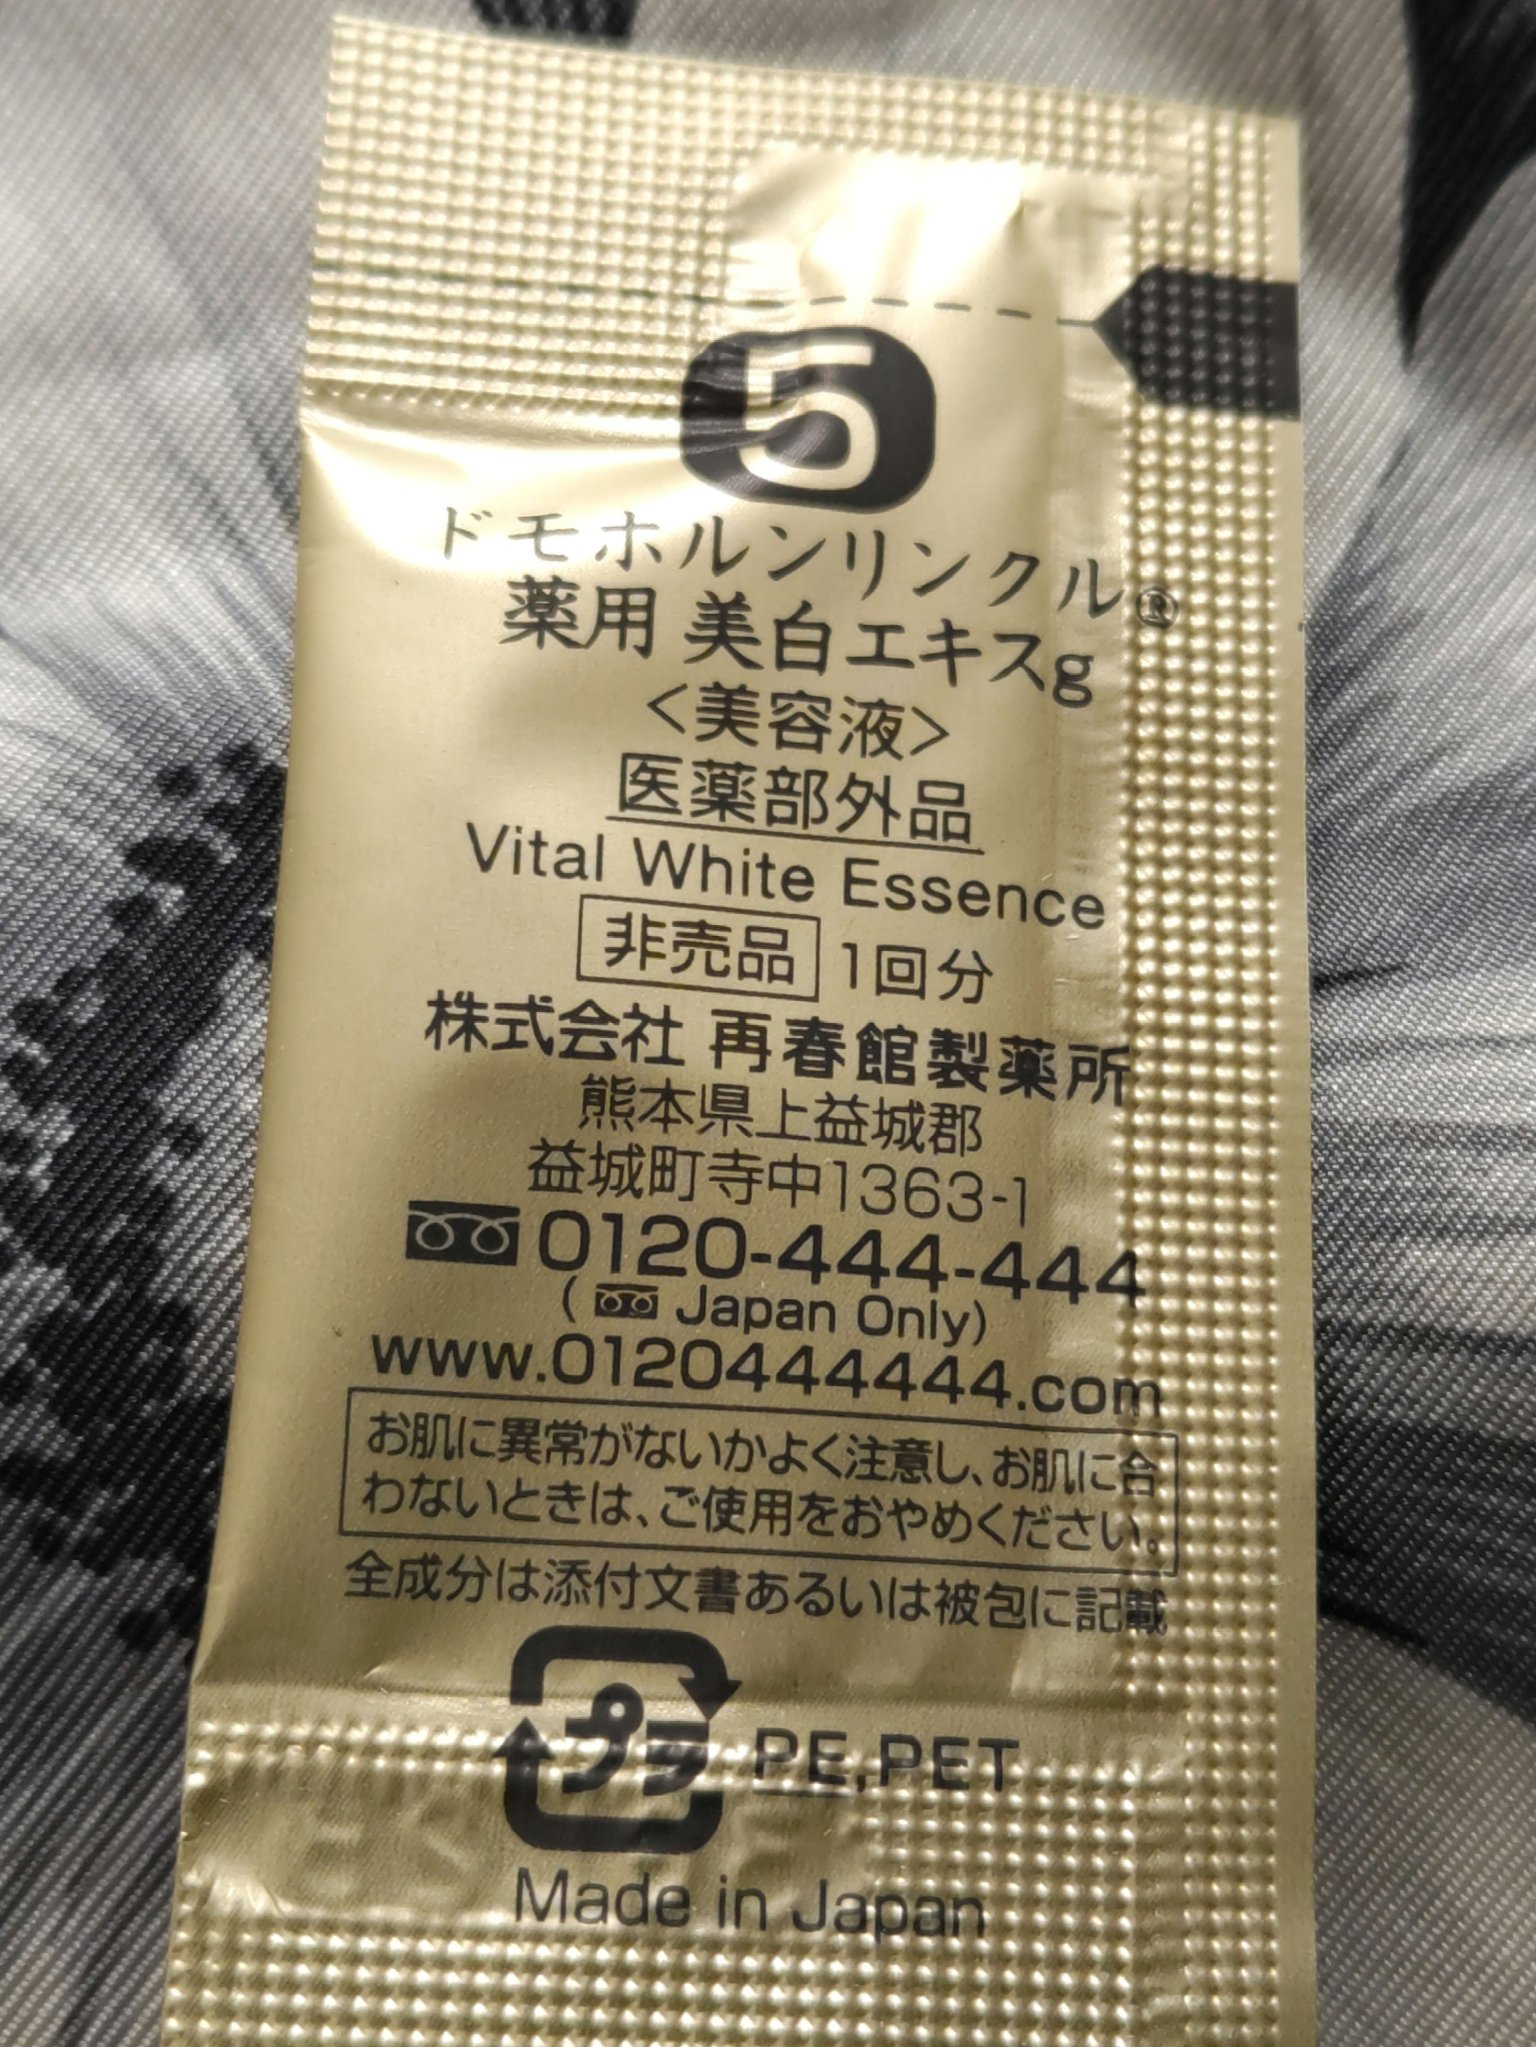 5
ドモホルンリンクル®
薬用 美白エキスg
<美容液>
医薬部外品
Vital White Essence
非売品 1回分
株式会社 再春館製薬所
熊本県上益城郡
益城町寺中1363-1
0120-444-444
( Japan Only)
www.0120444444.com
お肌に異常がないかよく注意し、お肌に合
わないときは、ご使用をおやめください。
全成分は添付文書あるいは被包に記載
プラ PE,PET
Made in Japan